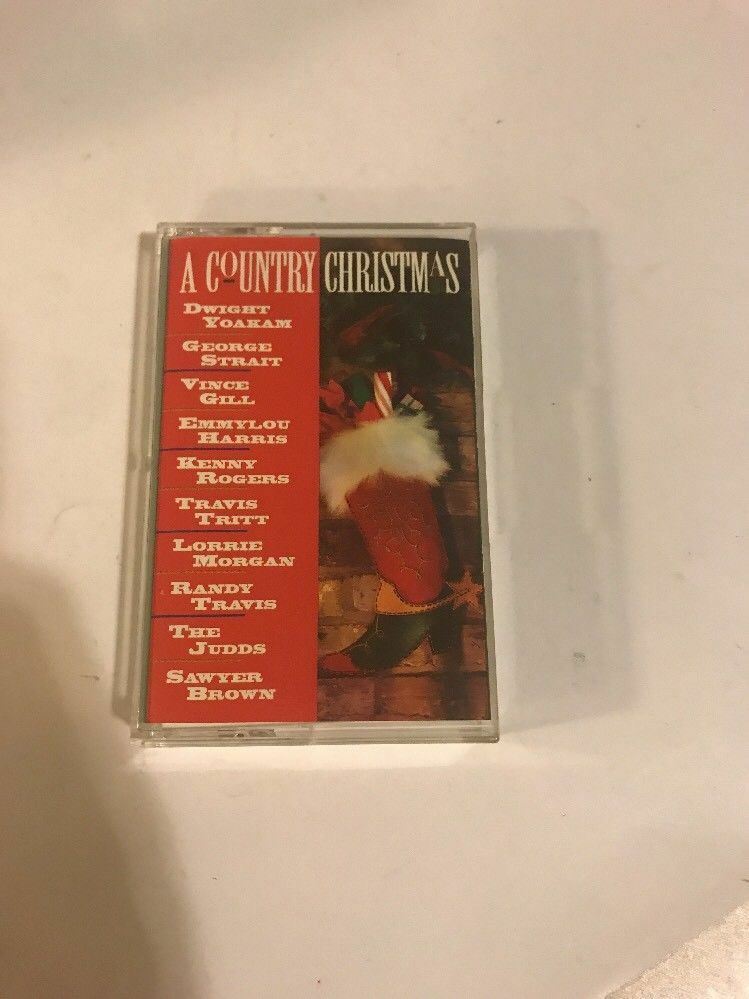 A COUNTRY CHRISTMAS
DWIGHT
YOAKAM
GEORGE
STRAIT
VINCE
GILL
EMMYLOU
HARRIS
KENNY
ROGERS
TRAVIS
TRITT
LORRIE
MORGAN
RANDY
TRAVIS
THE
JUDDS
SAWYER
BROWN